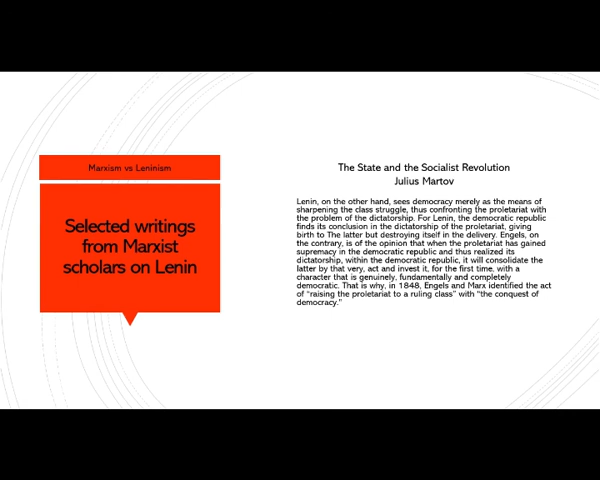 Marxism vs Leninism
Selected writings
from Marxist
scholars on Lenin
The State and the Socialist Revolution
Julius Martov
Lenin, on the other hand, sees democracy merely as the means of
sharpening the class struggle, thus confronting the proletariat with
the problem of the dictatorship. For Lenin, the democratic republic
finds its conclusion in the dictatorship of the proletariat, giving
birth to The latter but destroying itself in the delivery. Engels, on
the contrary, is of the opinion that when the proletariat has gained
supremacy in the democratic republic and thus realized its
dictatorship, within the democratic republic, it will consolidate the
latter by that very, act and invest it, for the first time, with a
character that is genuinely, fundamentally and completely
democratic. That is why, in 1848, Engels and Marx identified the act
of “raising the proletariat to a ruling class” with “the conquest of
democracy.”